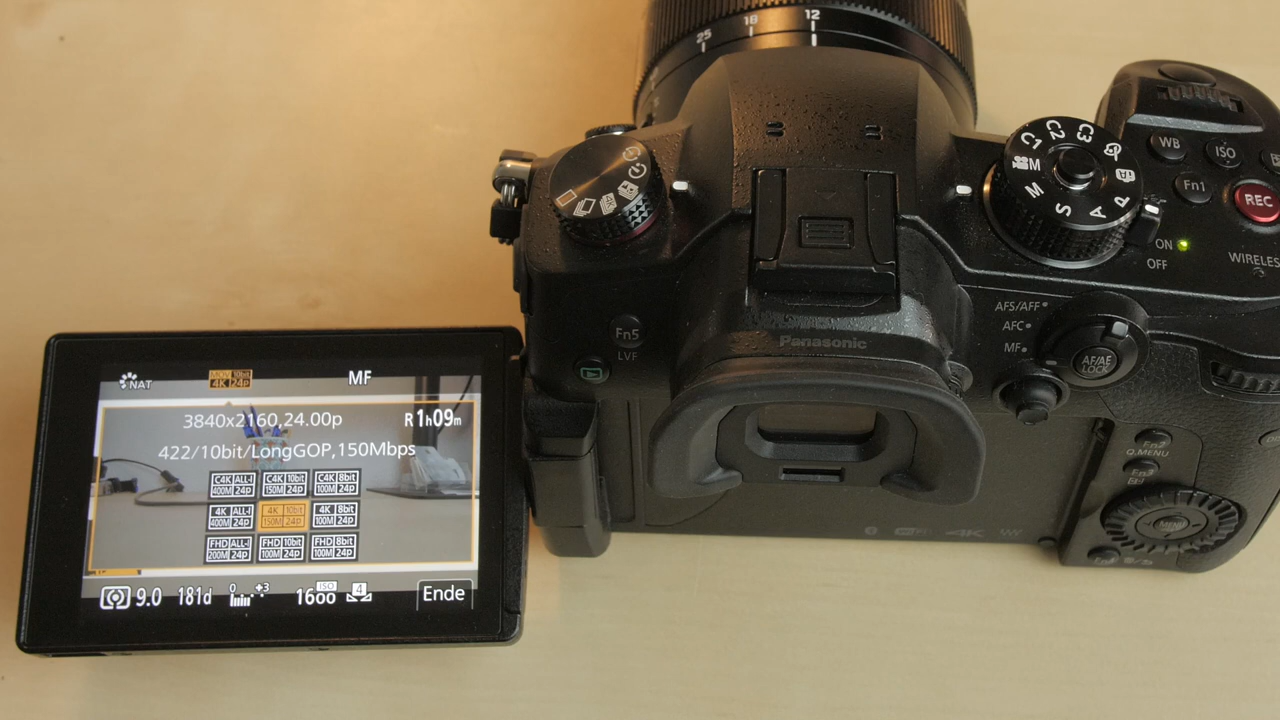 25 18 12
C1 C2 C3
M iA
M S A P
4K
WB ISO
Fn1 REC
ON
OFF
WIRELES
Fn5
LVF
AFS/AFF
AFC
MF
AF/AE
LOCK
Panasonic
Fn2
Q.MENU
Fn3
MENU
4K
NAT
MOV 10bit
4K 24p
MF
3840x2160,24.00p R1h09m
422/10bit/LongGOP,150Mbps
C4K ALL-I C4K 10bit C4K 8bit
400M 24p 150M 24p 100M 24p
4K ALL-I 4K 10bit 4K 8bit
400M 24p 150M 24p 100M 24p
FHD ALL-I FHD 10bit FHD 8bit
200M 24p 100M 24p 100M 24p
9.0 181d 0 +3 ISO 1600 4 Ende